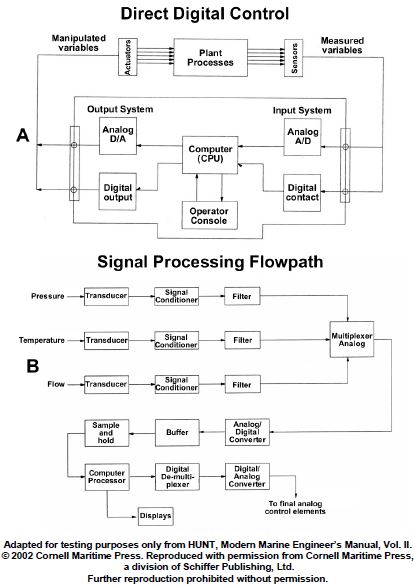 Direct Digital Control
Manipulated
variables
Actuators
Plant
Processes
Sensors
Measured
variables
A
Output System
Input System
Analog
D/A
Computer
(CPU)
Analog
A/D
Digital
output
Operator
Console
Digital
contact
Signal Processing Flowpath
Pressure
Transducer
Signal
Conditioner
Filter
Temperature
Transducer
Signal
Conditioner
Filter
Multiplexer
Analog
B
Flow
Transducer
Signal
Conditioner
Filter
Sample
and
hold
Buffer
Analog/
Digital
Converter
Computer
Processor
Digital
De-multi-
plexer
Digital/
Analog
Converter
Displays
To final analog
control elements
Adapted for testing purposes only from HUNT, Modern Marine Engineer's Manual, Vol. II.
© 2002 Cornell Maritime Press. Reproduced with permission from Cornell Maritime Press,
a division of Schiffer Publishing, Ltd.
Further reproduction prohibited without permission.